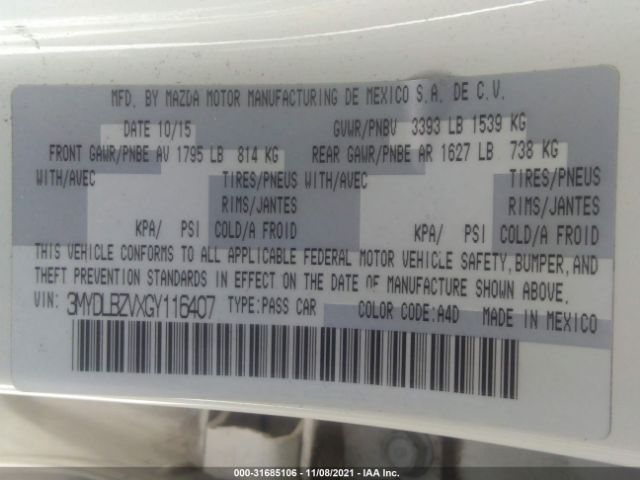 MFD. BY MAZDA MOTOR MANUFACTURING DE MEXICO S.A. DE C.V.
DATE 10/15 GVWR/PNBV 3393 LB 1539 KG
FRONT GAWR/PNBE AV 1795 LB 814 KG REAR GAWR/PNBE AR 1627 LB 738 KG
WITH/AVEC TIRES/PNEUS WITH/AVEC TIRES/PNEUS
RIMS/JANTES RIMS/JANTES
KPA/ PSI COLD/A FROID KPA/ PSI COLD/A FROID
THIS VEHICLE CONFORMS TO ALL APPLICABLE FEDERAL MOTOR VEHICLE SAFETY, BUMPER, AND
THEFT PREVENTION STANDARDS IN EFFECT ON THE DATE OF MANUFACTURE SHOWN ABOVE.
VIN: 3MYDLBZVXGY116407 TYPE:PASS CAR COLOR CODE:A4D MADE IN MEXICO
000-31685106 - 11/08/2021 - IAA Inc.